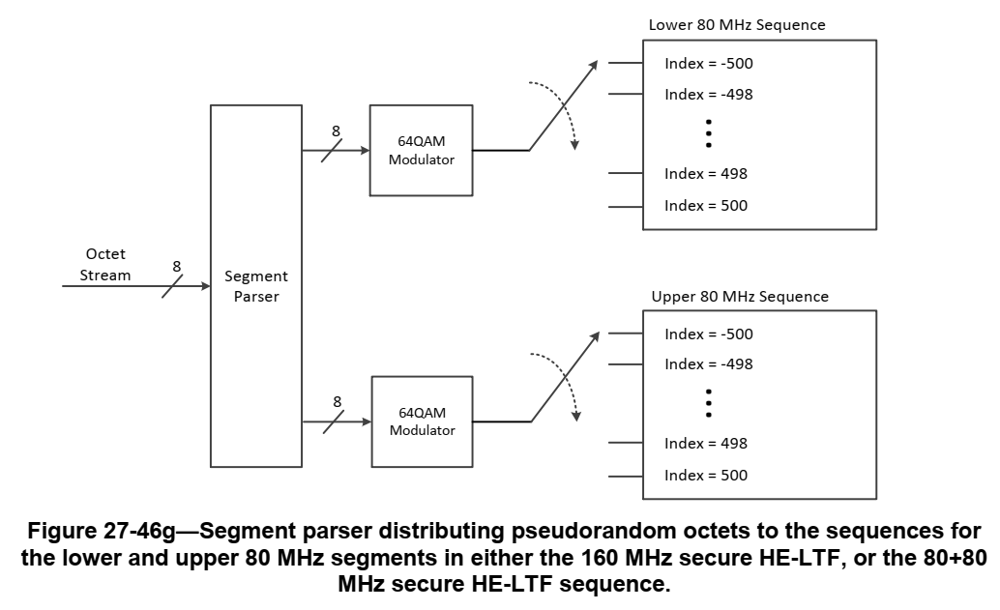 Lower 80 MHz Sequence
Index = -500
Index = -498
Index = 498
Index = 500
8
64QAM
Modulator
Octet
Stream
8
Segment
Parser
Upper 80 MHz Sequence
Index = -500
Index = -498
Index = 498
Index = 500
8
64QAM
Modulator
Figure 27-46g—Segment parser distributing pseudorandom octets to the sequences for
the lower and upper 80 MHz segments in either the 160 MHz secure HE-LTF, or the 80+80
MHz secure HE-LTF sequence.